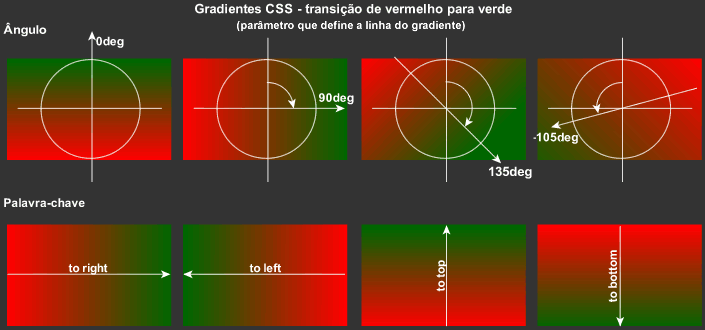 Gradientes CSS - transição de vermelho para verde
(parâmetro que define a linha do gradiente)
Ângulo
0deg
90deg
135deg
-105deg
Palavra-chave
to right
to left
to top
to bottom